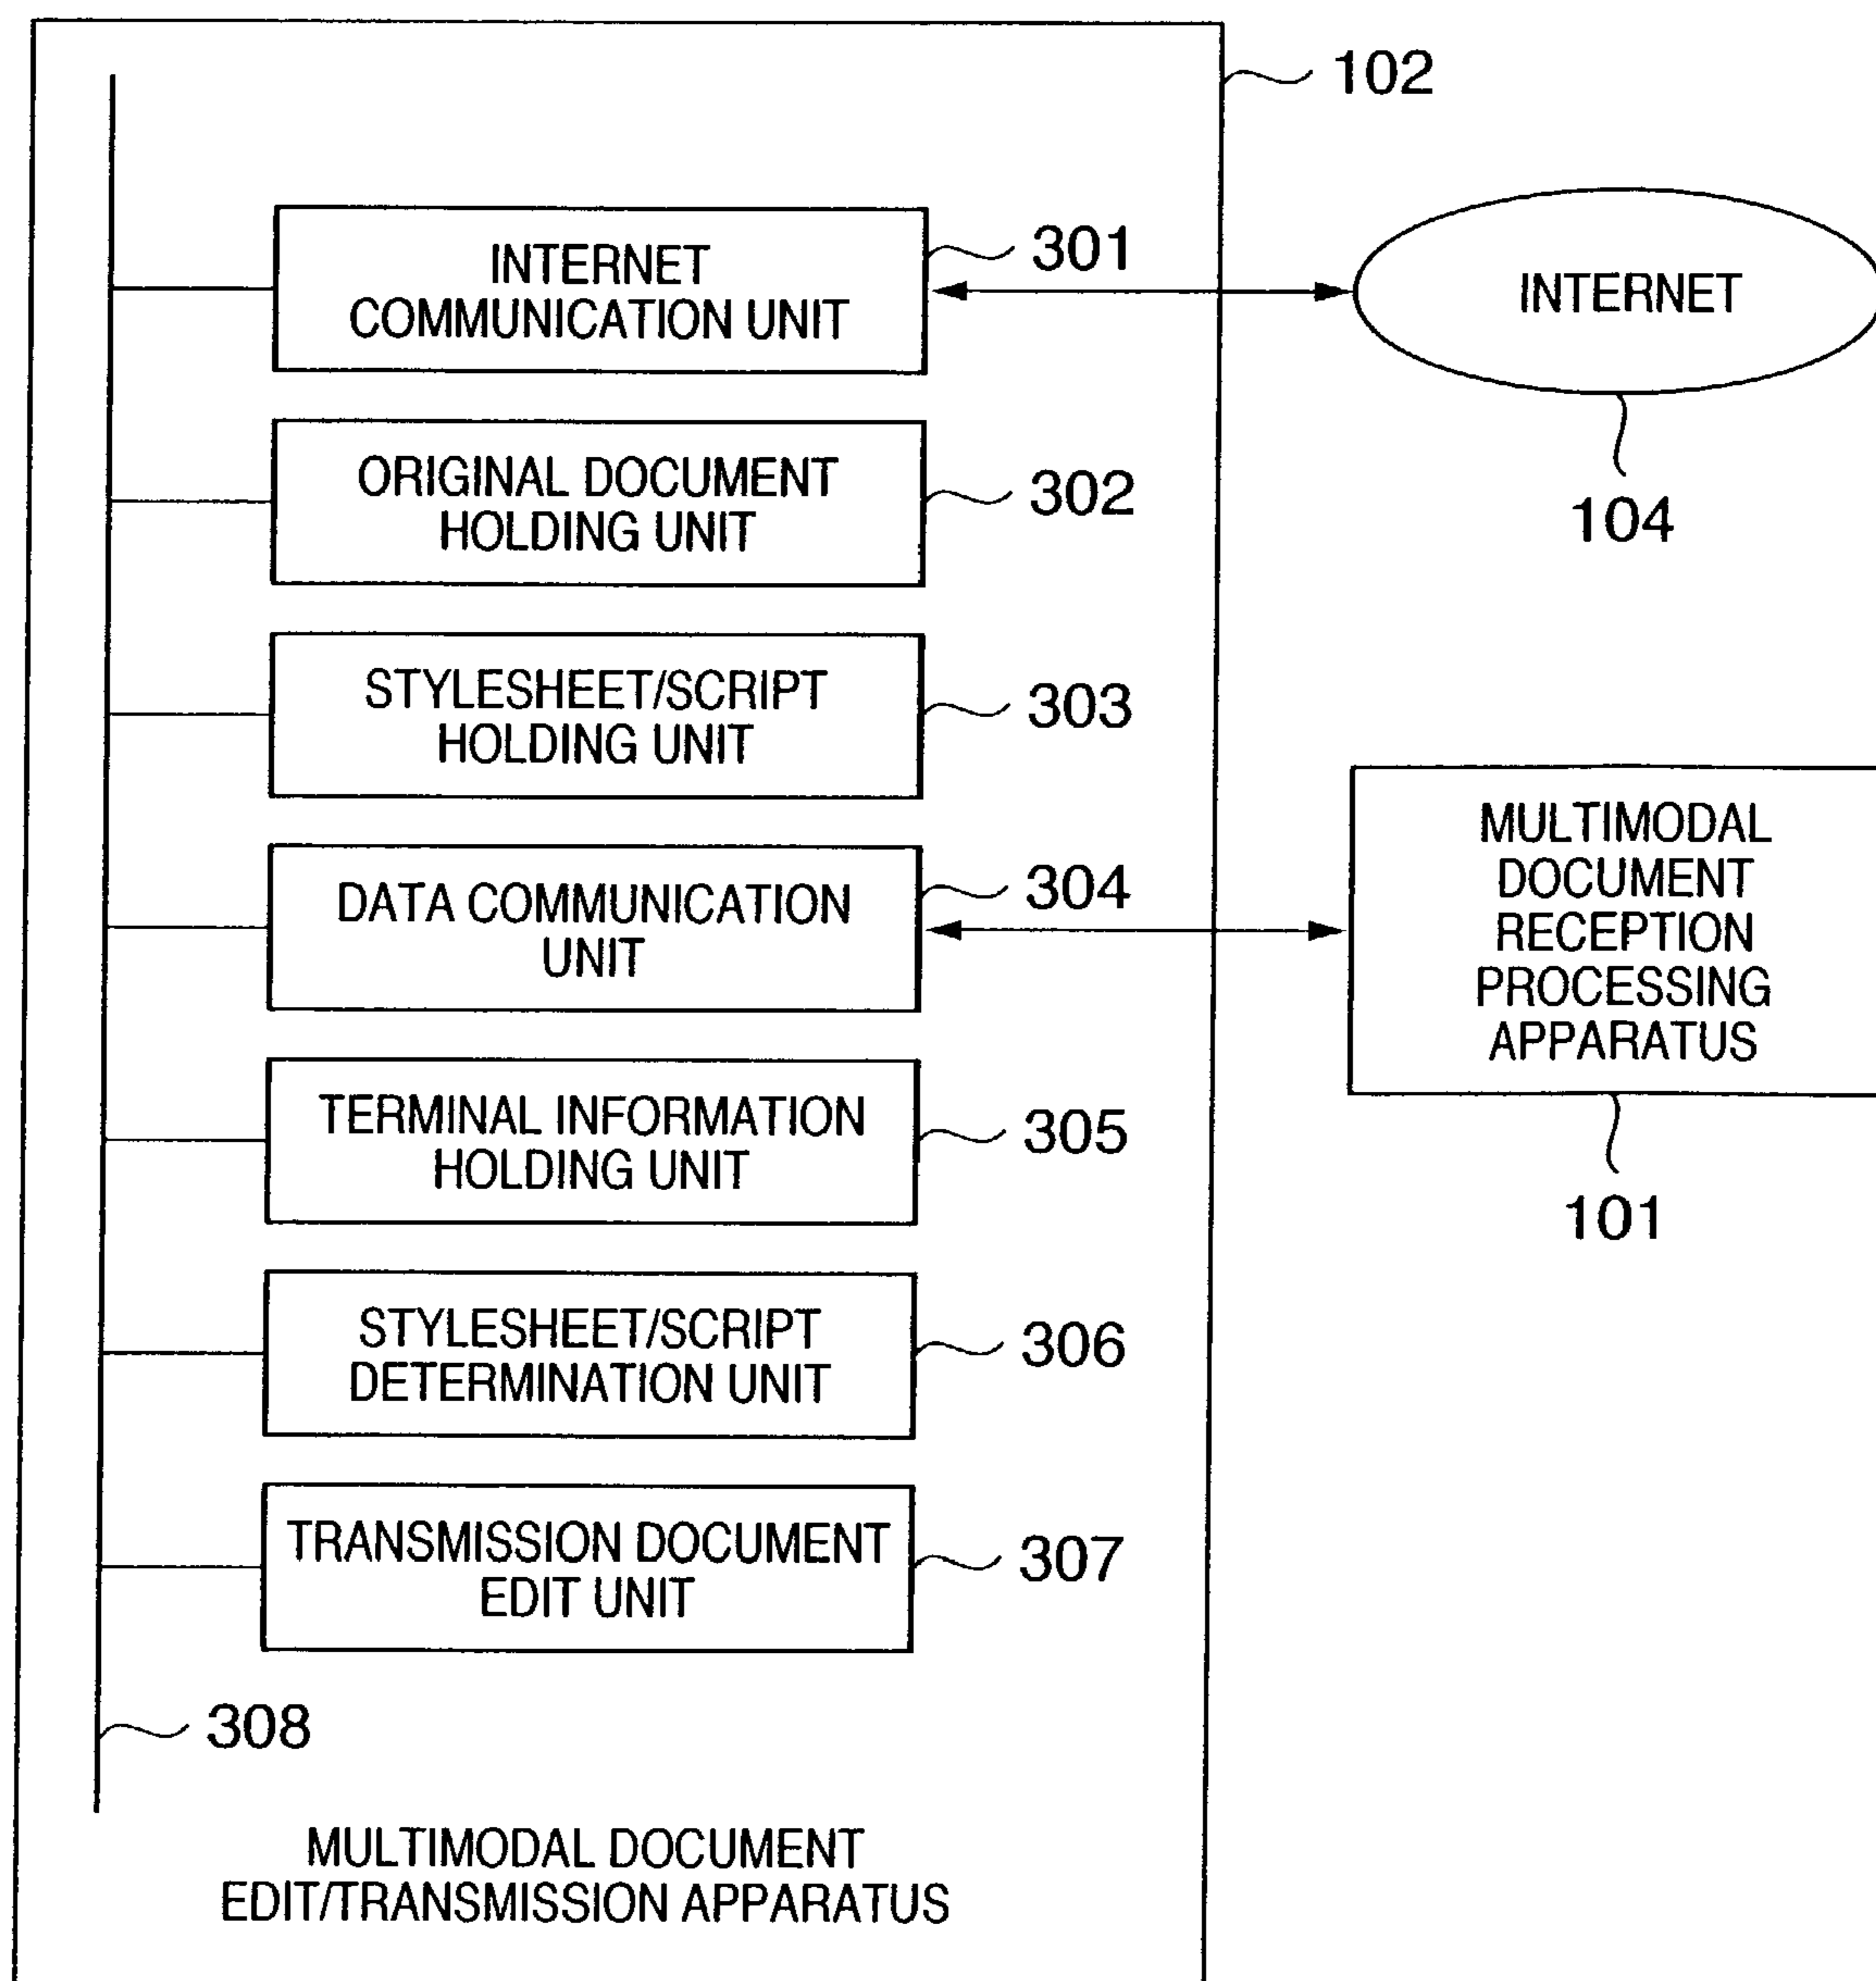 102
INTERNET
COMMUNICATION UNIT
301
INTERNET
104
ORIGINAL DOCUMENT
HOLDING UNIT
302
STYLESHEET/SCRIPT
HOLDING UNIT
303
DATA COMMUNICATION
UNIT
304
MULTIMODAL
DOCUMENT
RECEPTION
PROCESSING
APPARATUS
101
TERMINAL INFORMATION
HOLDING UNIT
305
STYLESHEET/SCRIPT
DETERMINATION UNIT
306
TRANSMISSION DOCUMENT
EDIT UNIT
307
308
MULTIMODAL DOCUMENT
EDIT/TRANSMISSION APPARATUS